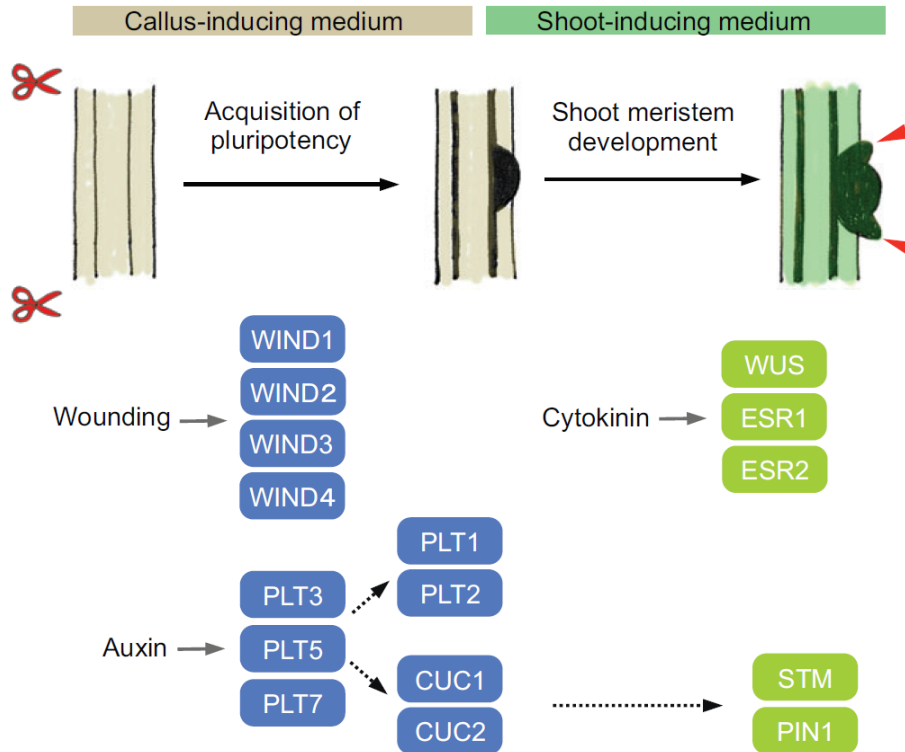 Callus-inducing medium
Shoot-inducing medium
Acquisition of
pluripotency
Shoot meristem
development
WIND1
WIND2
WIND3
WIND4
Wounding
WUS
ESR1
ESR2
Cytokinin
PLT1
PLT2
PLT3
PLT5
PLT7
Auxin
CUC1
CUC2
STM
PIN1